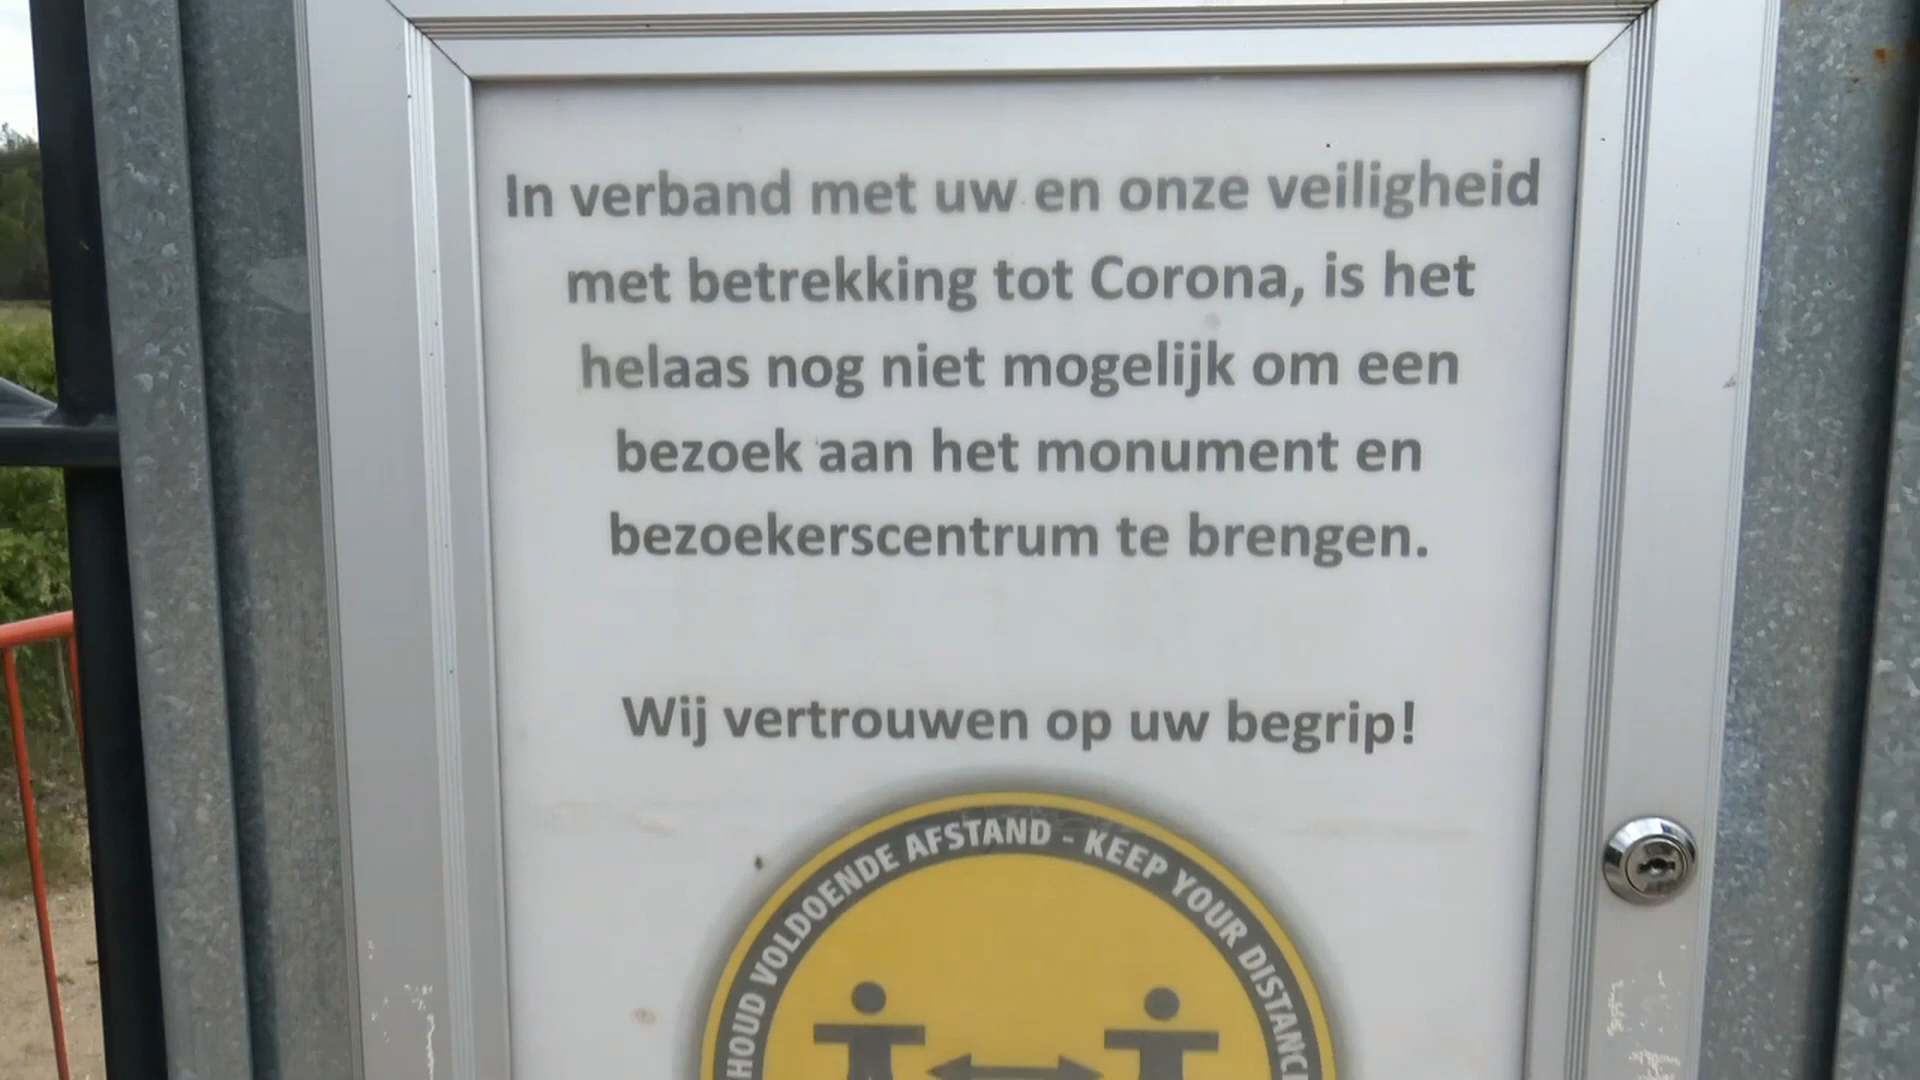 In verband met uw en onze veiligheid
met betrekking tot Corona, is het
helaas nog niet mogelijk om een
bezoek aan het monument en
bezoekerscentrum te brengen.
Wij vertrouwen op uw begrip!
HOUD VOLDOENDE AFSTAND - KEEP YOUR DISTANC